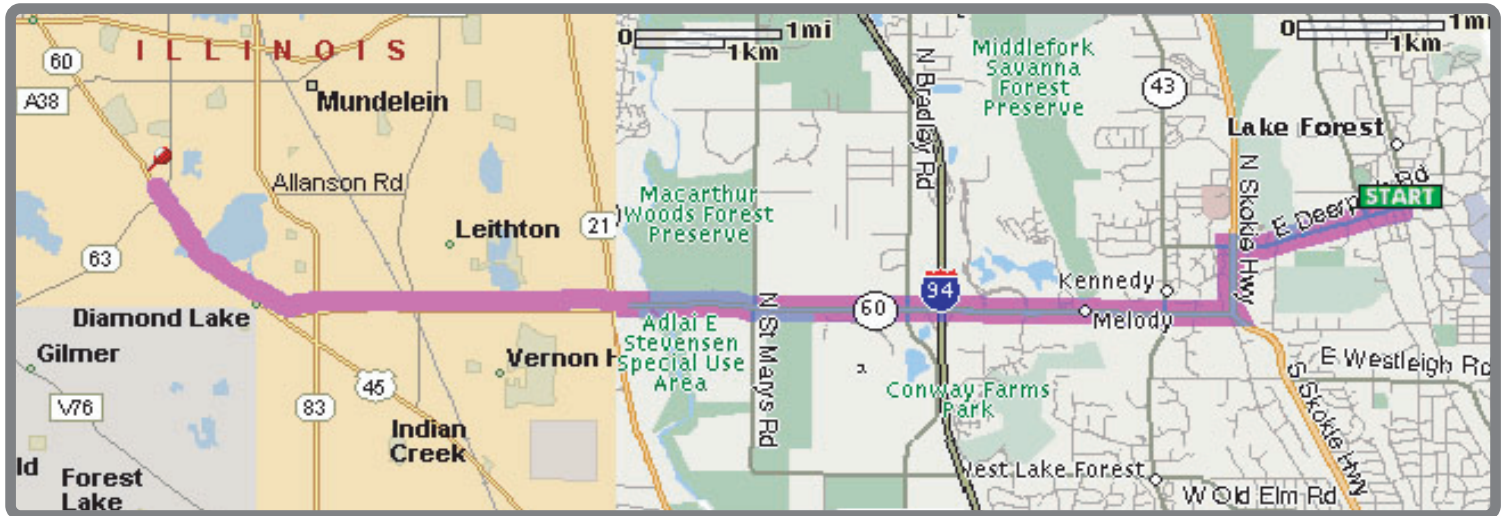 60
I L L I N O I S
A38
Mundelein
Allanson Rd
Leithton
21
63
Diamond Lake
Gilmer
V76
83
45
Vernon H
Indian
Creek
ld
Forest
Lake
0 1mi
1km
N Bradley Rd
Middlefork
Savanna
Forest
Preserve
43
0 1mi
1km
Lake Forest
N Skokie Hwy
START
E Deerp Rd
Macarthur
Woods Forest
Preserve
N St Marys Rd
60
94
Kennedy
Melody
Adlai E
Stevensen
Special Use
Area
Conway Farms
Park
E Westleigh Rd
S Skokie Hwy
Vest Lake Forest
W Old Elm Rd